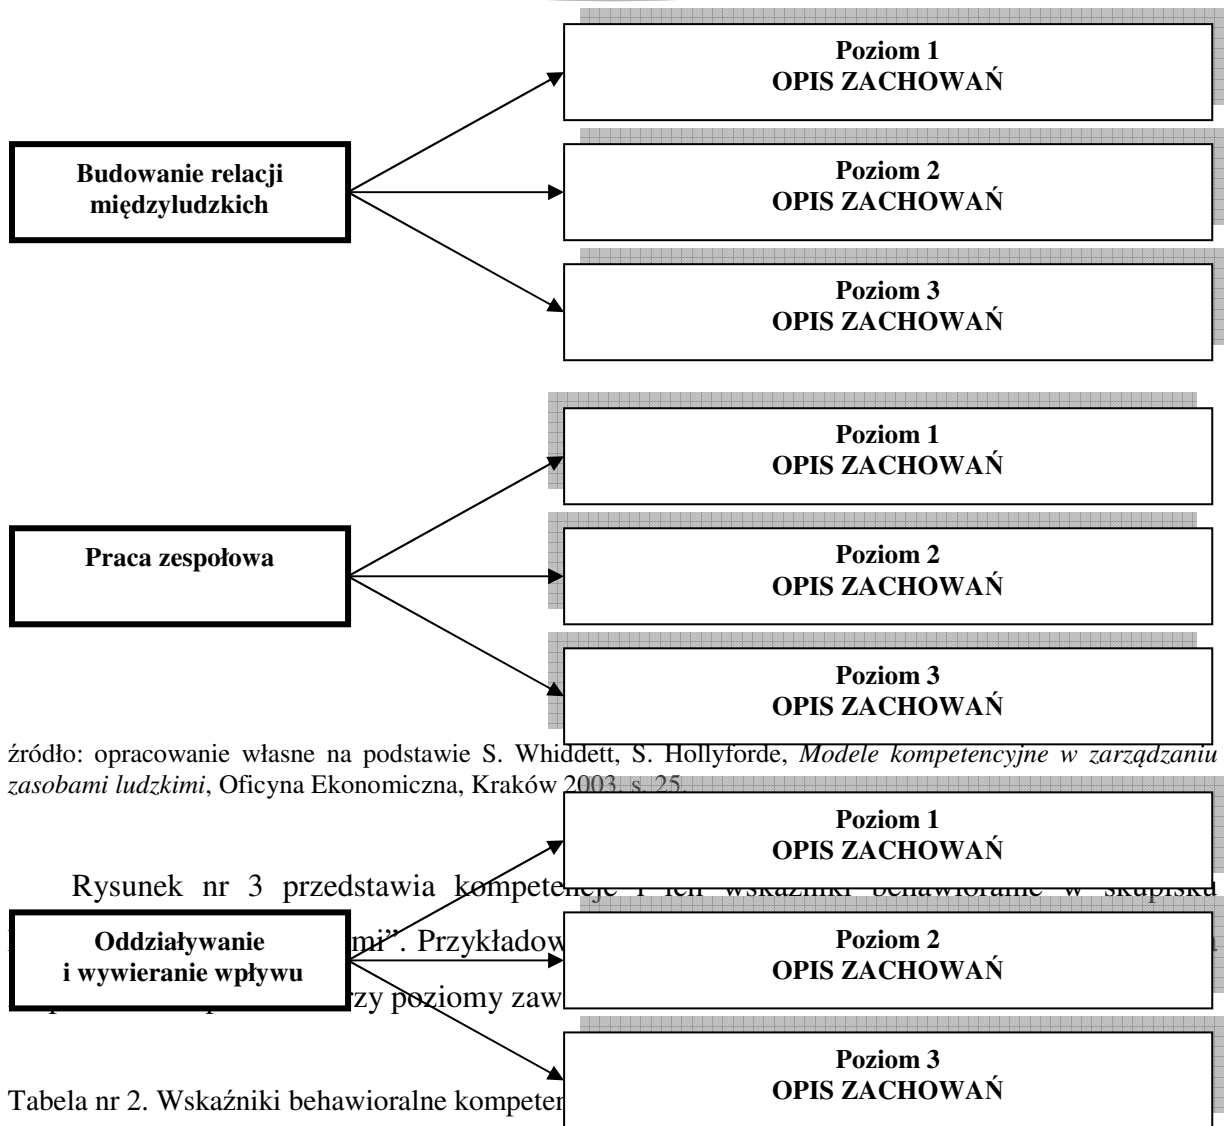 Poziom 1
OPIS ZACHOWAŃ
Budowanie relacji
międzyludzkich
Poziom 2
OPIS ZACHOWAŃ
Poziom 3
OPIS ZACHOWAŃ
Poziom 1
OPIS ZACHOWAŃ
Praca zespołowa
Poziom 2
OPIS ZACHOWAŃ
Poziom 3
OPIS ZACHOWAŃ
źródło: opracowanie własne na podstawie S. Whiddett, S. Hollyforde, Modele kompetencyjne w zarządzaniu
zasobami ludzkimi, Oficyna Ekonomiczna, Kraków 2003, s. 25.
Poziom 1
OPIS ZACHOWAŃ
Rysunek nr 3 przedstawia kompetencje i ich wskaźniki behawioralne w skupisku
Oddziaływanie
i wywieranie wpływu
mi”. Przykładow
rzy poziomy zaw
Poziom 2
OPIS ZACHOWAŃ
Poziom 3
OPIS ZACHOWAŃ
Tabela nr 2. Wskaźniki behawioralne kompeten